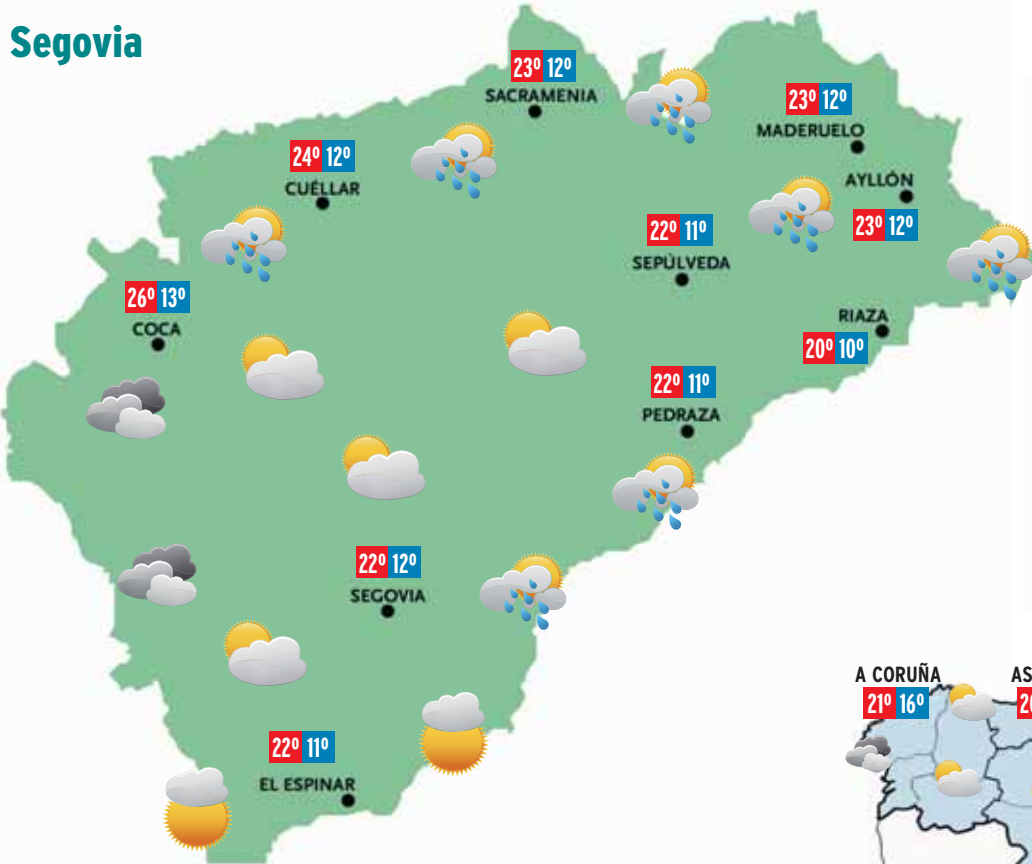 Segovia
23º 12º
SACRAMENIA
23º 12º
MADERUELO
24º 12º
CUÉLLAR
AYLLÓN
23º 12º
22º 11º
SEPÚLVEDA
26º 13º
COCA
RIAZA
20º 10º
22º 11º
PEDRAZA
22º 12º
SEGOVIA
A CORUÑA
21º 16º
AS
22º 11º
EL ESPINAR